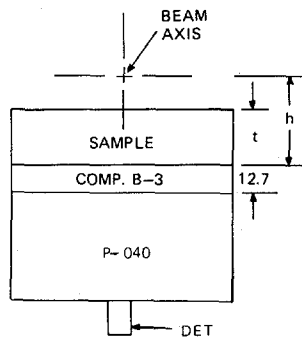 BEAM
AXIS
t
h
SAMPLE
COMP. B-3
12.7
P-040
DET